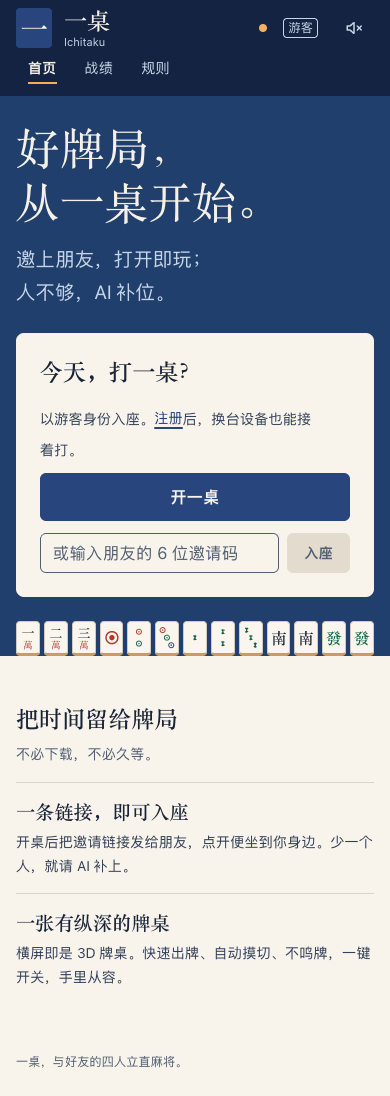 一
一桌
Ichitaku
游客
首页 战绩 规则
好牌局，
从一桌开始。
邀上朋友，打开即玩；
人不够，AI 补位。
今天，打一桌?
以游客身份入座。注册后，换台设备也能接
着打。
开一桌
或输入朋友的 6 位邀请码 入座
一萬 二萬 三萬 南 南 發 發
把时间留给牌局
不必下载，不必久等。
一条链接，即可入座
开桌后把邀请链接发给朋友，点开便坐到你身边。少一个
人，就请 AI 补上。
一张有纵深的牌桌
横屏即是 3D 牌桌。快速出牌、自动摸切、不鸣牌，一键
开关，手里从容。
一桌，与好友的四人立直麻将。